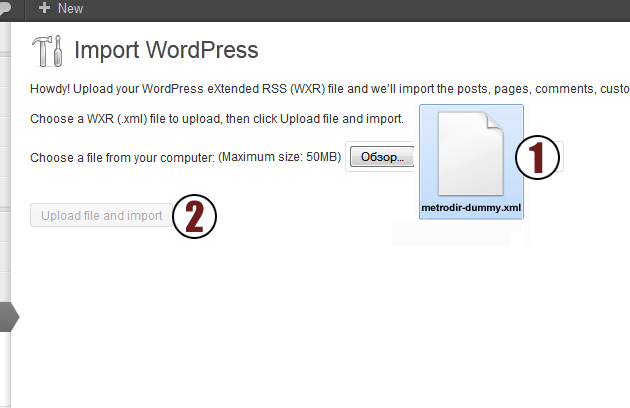 New
Import WordPress
Howdy! Upload your WordPress eXtended RSS (WXR) file and we'll import the posts, pages, comments, custo
Choose a WXR (.xml) file to upload, then click Upload file and import.
Choose a file from your computer: (Maximum size: 50MB) Обзор... 1
metrodir-dummy.xml
Upload file and import 2